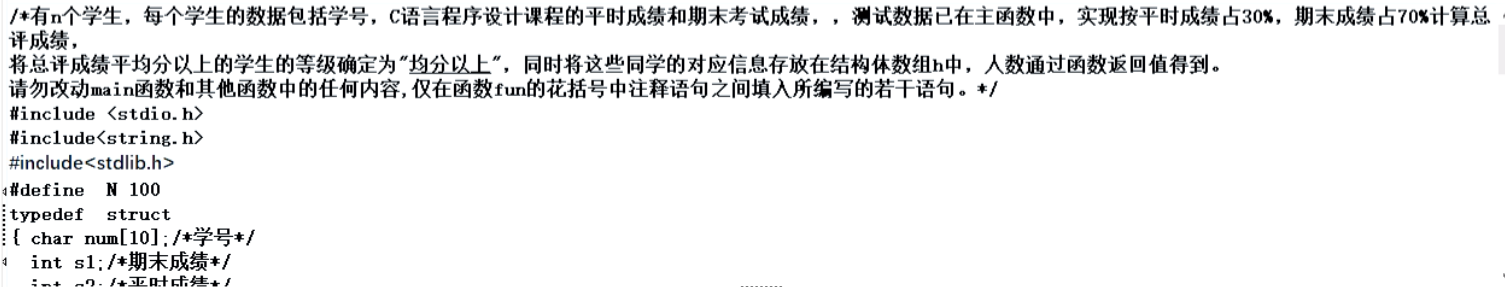 /*有n个学生，每个学生的数据包括学号，C语言程序设计课程的平时成绩和期末考试成绩，，测试数据已在主函数中，实现按平时成绩占30%，期末成绩占70%计算总
评成绩，
将总评成绩平均分以上的学生的等级确定为"均分以上"，同时将这些同学的对应信息存放在结构体数组h中，人数通过函数返回值得到。
请勿改动main函数和其他函数中的任何内容,仅在函数fun的花括号中注释语句之间填入所编写的若干语句。*/
#include <stdio.h>
#include<string.h>
#include<stdlib.h>
#define  N 100
typedef  struct
{ char num[10];/*学号*/
int s1;/*期末成绩*/
int s2;/*平时成绩*/